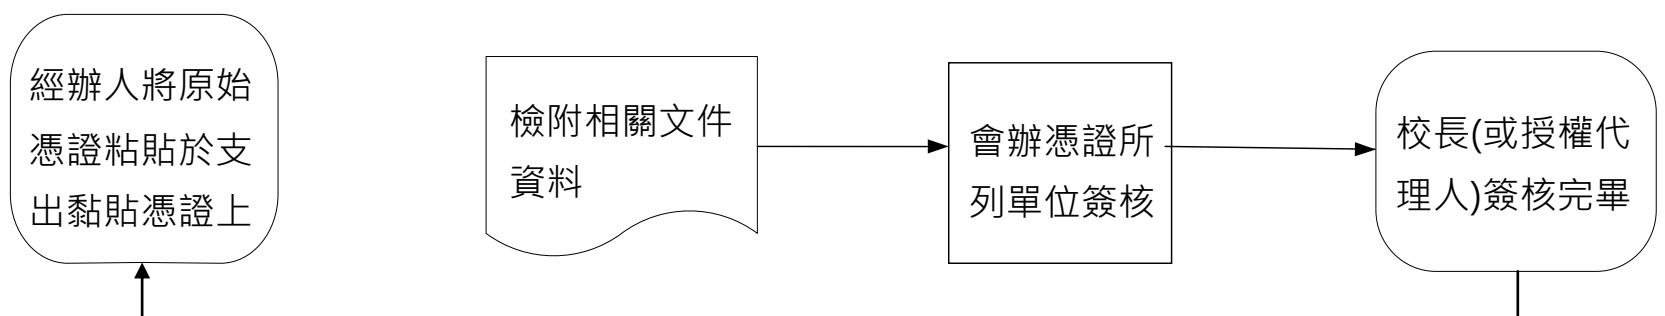 經辦人將原始
憑證粘貼於支
出黏貼憑證上
檢附相關文件
資料
會辦憑證所
列單位簽核
校長(或授權代
理人)簽核完畢